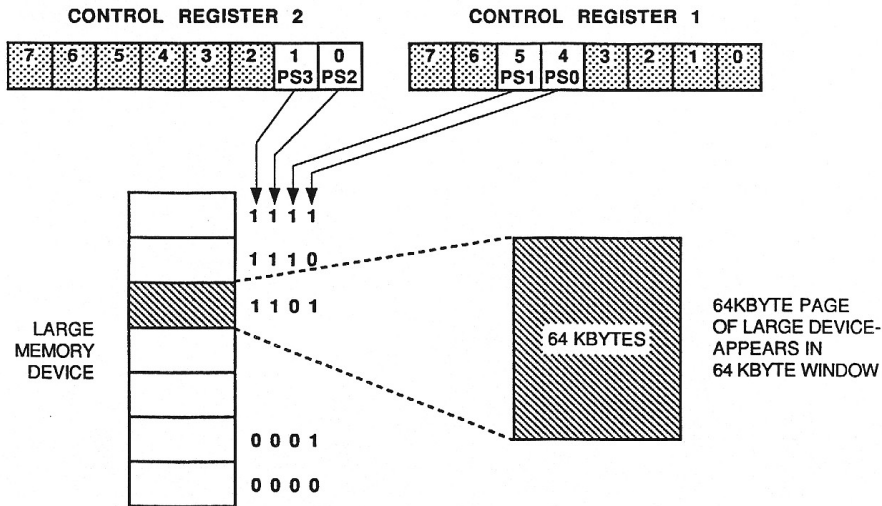 CONTROL REGISTER 2
CONTROL REGISTER 1
7 6 5 4 3 2 1 0
PS3 PS2
7 6 5 4 3 2 1 0
PS1 PS0
1 1 1 1
1 1 1 0
1 1 0 1
LARGE
MEMORY
DEVICE
64 KBYTES
64KBYTE PAGE
OF LARGE DEVICE-
APPEARS IN
64 KBYTE WINDOW
0 0 0 1
0 0 0 0